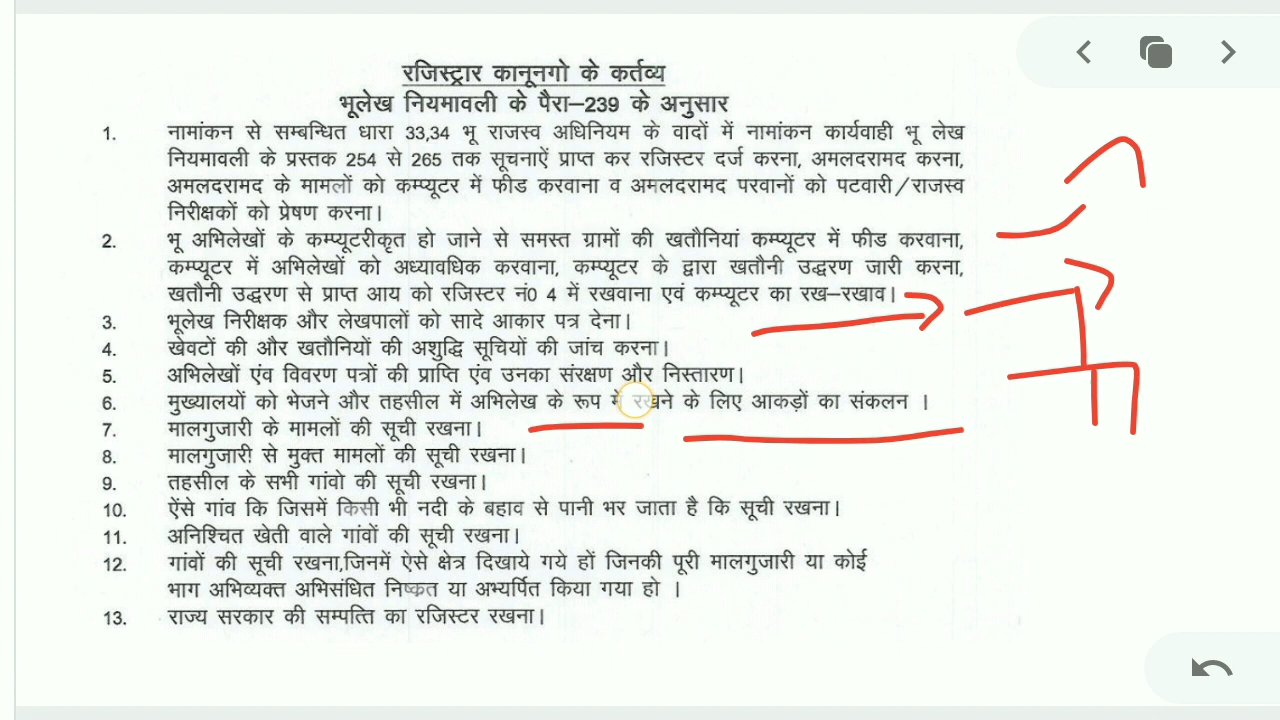 रजिस्ट्रार कानूनगो के कर्तव्य
भूलेख नियमावली के पैरा–239 के अनुसार
1. नामांकन से सम्बन्धित धारा 33,34 भू राजस्व अधिनियम के वादों में नामांकन कार्यवाही भू लेख
नियमावली के प्रस्तक 254 से 265 तक सूचनाऐं प्राप्त कर रजिस्टर दर्ज करना, अमलदरामद करना,
अमलदरामद के मामलों को कम्प्यूटर में फीड करवाना व अमलदरामद परवानों को पटवारी/राजस्व
निरीक्षकों को प्रेषण करना।
2. भू अभिलेखों के कम्प्यूटरीकृत हो जाने से समस्त ग्रामों की खतौनियां कम्प्यूटर में फीड करवाना,
कम्प्यूटर में अभिलेखों को अध्यावधिक करवाना, कम्प्यूटर के द्वारा खतौनी उद्धरण जारी करना,
खतौनी उद्धरण से प्राप्त आय को रजिस्टर नं0 4 में रखवाना एवं कम्प्यूटर का रख–रखाव।
3. भूलेख निरीक्षक और लेखपालों को सादे आकार पत्र देना।
4. खेवटों की और खतौनियों की अशुद्धि सूचियों की जांच करना।
5. अभिलेखों एंव विवरण पत्रों की प्राप्ति एंव उनका संरक्षण और निस्तारण।
6. मुख्यालयों को भेजने और तहसील में अभिलेख के रूप में रखने के लिए आकड़ों का संकलन ।
7. मालगुजारी के मामलों की सूची रखना।
8. मालगुजारी से मुक्त मामलों की सूची रखना।
9. तहसील के सभी गांवो की सूची रखना।
10. ऐंसे गांव कि जिसमें किसी भी नदी के बहाव से पानी भर जाता है कि सूची रखना।
11. अनिश्चित खेती वाले गांवों की सूची रखना।
12. गांवों की सूची रखना,जिनमें ऐसे क्षेत्र दिखाये गये हों जिनकी पूरी मालगुजारी या कोई
भाग अभिव्यक्त अभिसंधित निष्कत या अभ्यर्पित किया गया हो ।
13. राज्य सरकार की सम्पत्ति का रजिस्टर रखना।